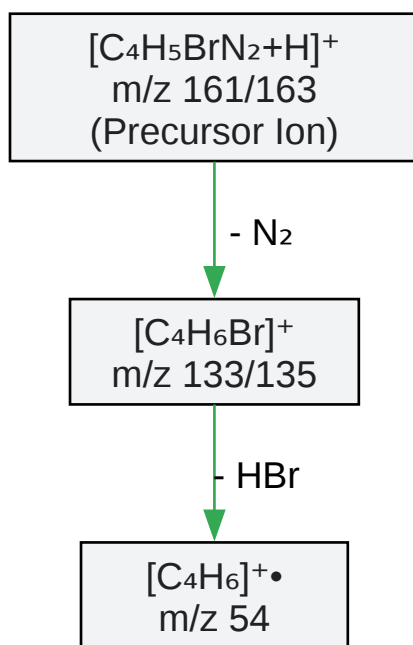 [C₄H₅BrN₂+H]⁺
m/z 161/163
(Precursor Ion)
- N₂
[C₄H₆Br]⁺
m/z 133/135
- HBr
[C₄H₆]⁺•
m/z 54